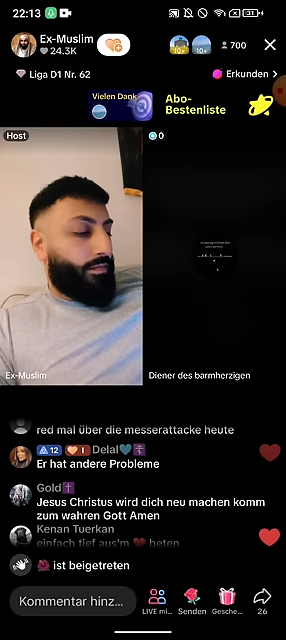 22:13
31
Ex-Muslim
24.3K
10+
10+
700
Liga D1 Nr. 62
Erkunden >
Vielen Dank
Abo-
Bestenliste
Host
0
Ex-Muslim
Diener des barmherzigen
red mal über die messerattacke heute
12
1
Delal
Er hat andere Probleme
Gold
Jesus Christus wird dich neu machen komm
zum wahren Gott Amen
Kenan Tuerkan
einfach tief aus'm ❤️ beten...
ist beigetreten
Kommentar hinz...
LIVE mi...
Senden
Gesche...
26